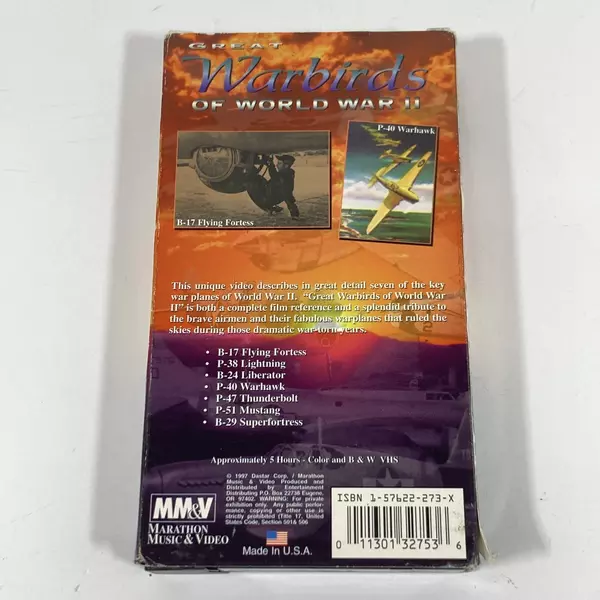 GREAT
Warbirds
OF WORLD WAR II
P-40 Warhawk
B-17 Flying Fortess
This unique video describes in great detail seven of the key
war planes of World War II. "Great Warbirds of World War
II" is both a complete film reference and a splendid tribute to
the brave airmen and their fabulous warplanes that ruled the
skies during those dramatic war-torn years.
• B-17 Flying Fortess
• P-38 Lightning
• B-24 Liberator
• P-40 Warhawk
• P-47 Thunderbolt
• P-51 Mustang
• B-29 Superfortress
Approximately 5 Hours - Color and B & W VHS
© 1997 Dastar Corp. / Marathon
Music & Video Produced and
Distributed by Entertainment
Distributing P.O. Box 22738 Eugene,
OR 97402. WARNING: For private
exhibition only. Any public perfor-
mance, copying or other use is
strictly prohibited (Title 17, United
States Code, Section 501& 506
MM&V
MARATHON
MUSIC & VIDEO
Made In U.S.A.
ISBN 1-57622-273-X
0 11301 32753 6